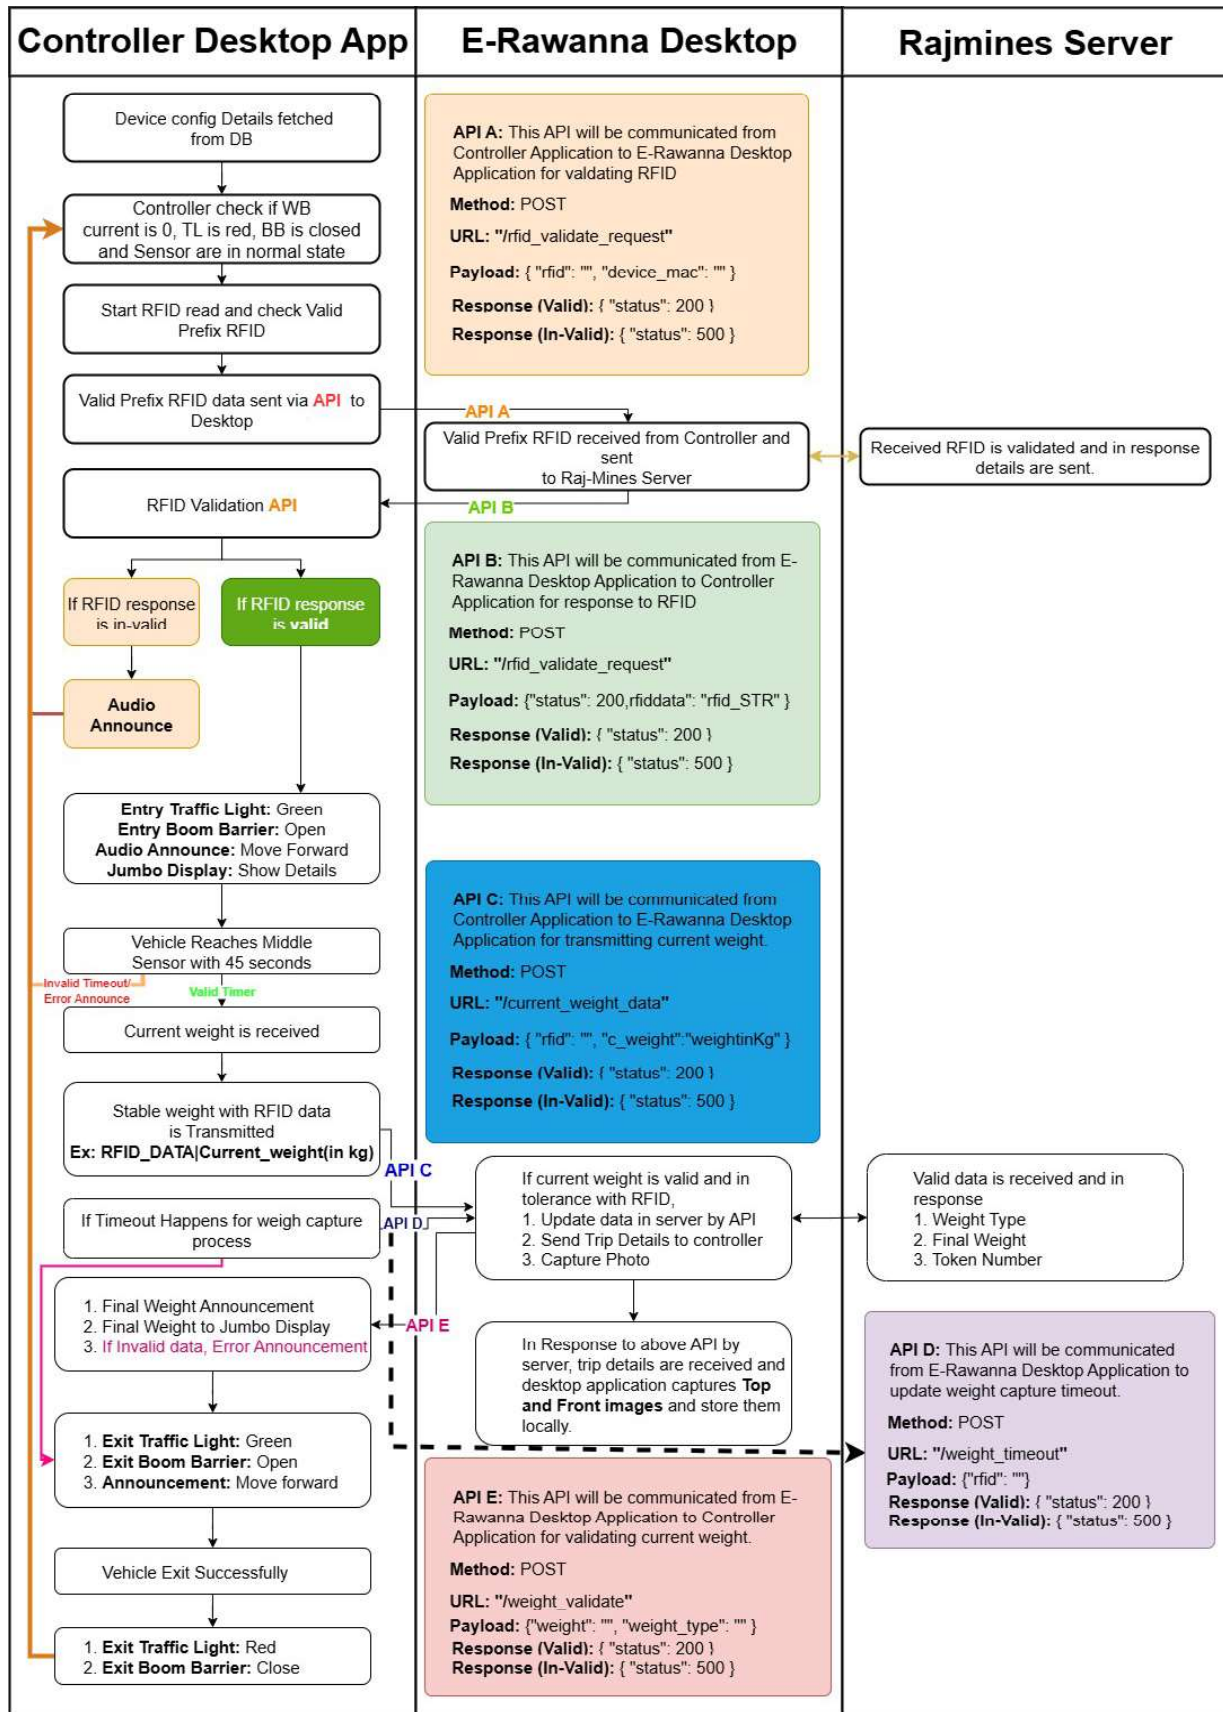 Controller Desktop App
E-Rawanna Desktop
Rajmines Server
Device config Details fetched
from DB
Controller check if WB
current is 0, TL is red, BB is closed
and Sensor are in normal state
Start RFID read and check Valid
Prefix RFID
Valid Prefix RFID data sent via API to
Desktop
API A: This API will be communicated from
Controller Application to E-Rawanna Desktop
Application for valdating RFID
Method: POST
URL: "/rfid_validate_request"
Payload: { "rfid": "", "device_mac": "" }
Response (Valid): { "status": 200 }
Response (In-Valid): { "status": 500 }
API A
Valid Prefix RFID received from Controller and
sent
to Raj-Mines Server
Received RFID is validated and in response
details are sent.
API B
RFID Validation API
If RFID response
is in-valid
If RFID response
is valid
Audio
Announce
API B: This API will be communicated from E-
Rawanna Desktop Application to Controller
Application for response to RFID
Method: POST
URL: "/rfid_validate_request"
Payload: {"status": 200,rfiddata": "rfid_STR" }
Response (Valid): { "status": 200 }
Response (In-Valid): { "status": 500 }
Entry Traffic Light: Green
Entry Boom Barrier: Open
Audio Announce: Move Forward
Jumbo Display: Show Details
Vehicle Reaches Middle
Sensor with 45 seconds
Invalid Timeout/
Error Announce
Valid Timer
Current weight is received
Stable weight with RFID data
is Transmitted
Ex: RFID_DATA|Current_weight(in kg)
API C: This API will be communicated from
Controller Application to E-Rawanna Desktop
Application for transmitting current weight.
Method: POST
URL: "/current_weight_data"
Payload: { "rfid": "", "c_weight":"weightinKg" }
Response (Valid): { "status": 200 }
Response (In-Valid): { "status": 500 }
API C
If Timeout Happens for weigh capture
process
API D
If current weight is valid and in
tolerance with RFID,
1. Update data in server by API
2. Send Trip Details to controller
3. Capture Photo
Valid data is received and in
response
1. Weight Type
2. Final Weight
3. Token Number
API E
1. Final Weight Announcement
2. Final Weight to Jumbo Display
3. If Invalid data, Error Announcement
In Response to above API by
server, trip details are received and
desktop application captures Top
and Front images and store them
locally.
API D: This API will be communicated
from E-Rawanna Desktop Application to
update weight capture timeout.
Method: POST
URL: "/weight_timeout"
Payload: {"rfid": ""}
Response (Valid): { "status": 200 }
Response (In-Valid): { "status": 500 }
1. Exit Traffic Light: Green
2. Exit Boom Barrier: Open
3. Announcement: Move forward
Vehicle Exit Successfully
1. Exit Traffic Light: Red
2. Exit Boom Barrier: Close
API E: This API will be communicated from E-
Rawanna Desktop Application to Controller
Application for validating current weight.
Method: POST
URL: "/weight_validate"
Payload: {"weight": "", "weight_type": "" }
Response (Valid): { "status": 200 }
Response (In-Valid): { "status": 500 }